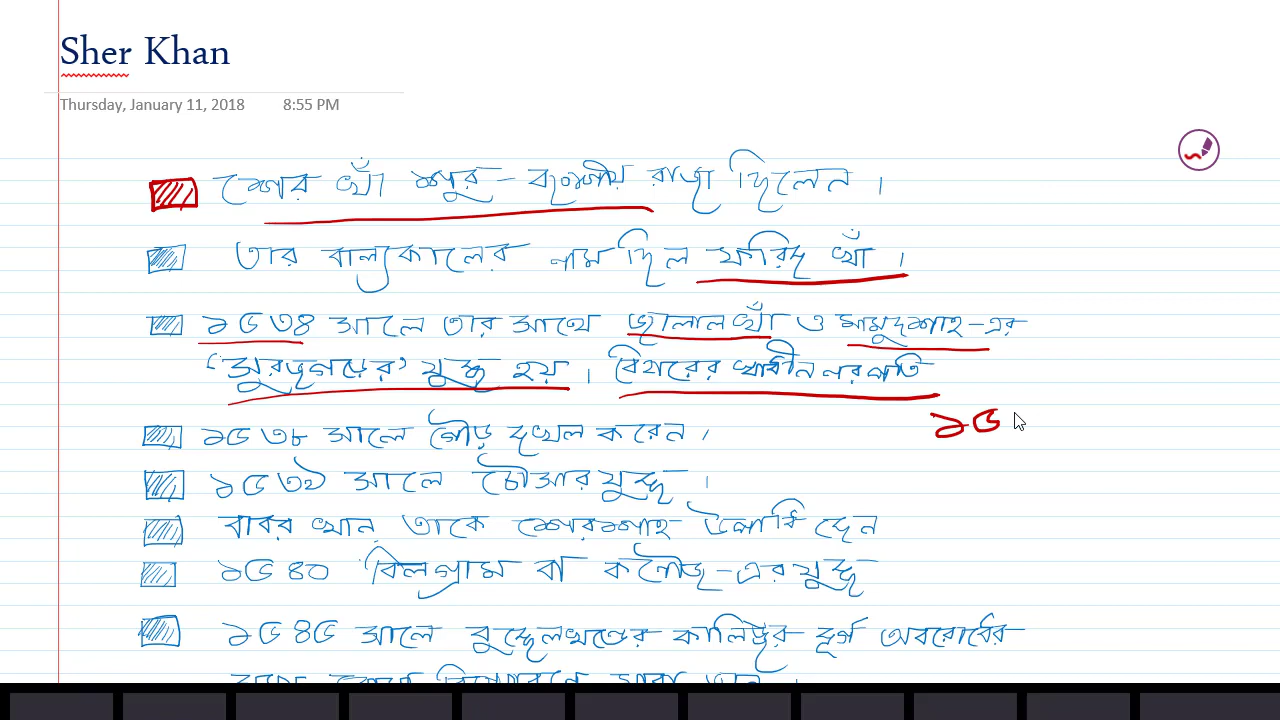 Sher Khan
Thursday, January 11, 2018 8:55 PM
শের খাঁ শূর - বংশীয় রাজা ছিলেন ।
তার বাল্যকালের নাম ছিল ফরিদ খাঁ ।
১৫৩৪ সালে তার সাথে জালাল খাঁ ও মামুদশাহ-এর
'সুরজগড়ের' যুদ্ধ হয় । বিহারের স্বাধীন নরপতি
১৫
১৫৩৮ সালে গৌড় দখল করেন ।
১৫৩৯ সালে চৌসার যুদ্ধ ।
বাবর খান তাকে শেরশাহ উপাধি দেন
১৫৪০ বিলগ্রাম বা কনৌজ-এর যুদ্ধ
১৫৪৫ সালে বুন্দেলখণ্ডের কালিঞ্জর দুর্গ অবরোধের